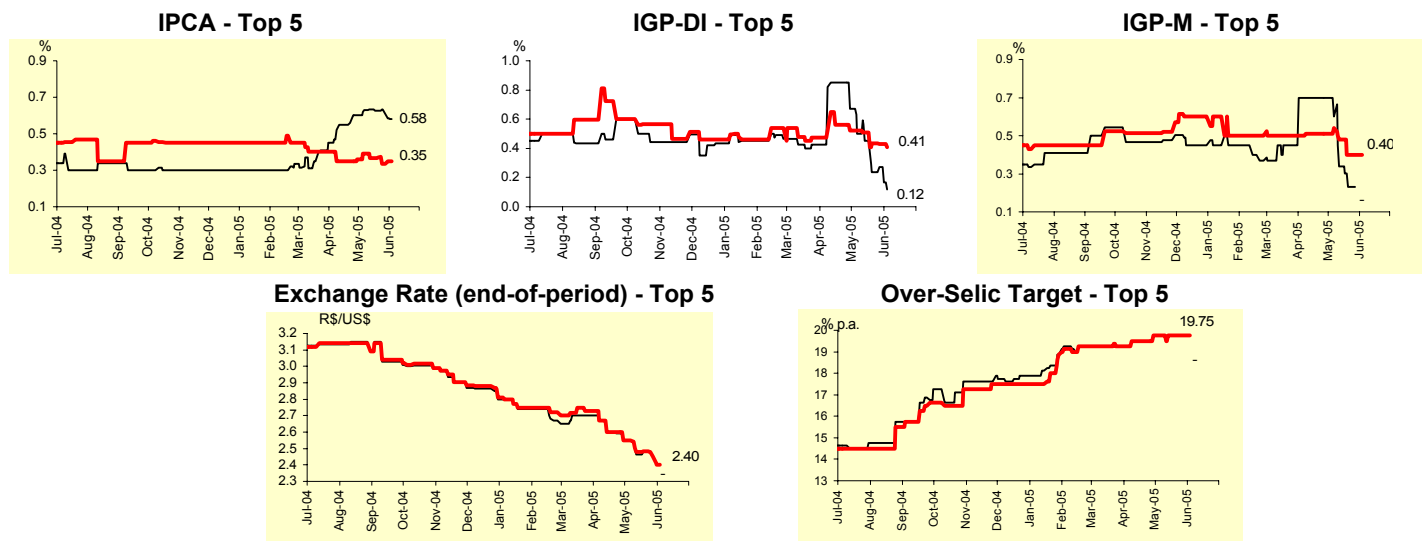 IPCA - Top 5
%
0.9
0.7
0.5
0.3
0.1
0.58
0.35
Jul-04
Aug-04
Sep-04
Oct-04
Nov-04
Dec-04
Jan-05
Feb-05
Mar-05
Apr-05
May-05
Jun-05
IGP-DI - Top 5
%
1.0
0.8
0.6
0.4
0.2
0.0
0.41
0.12
Jul-04
Aug-04
Sep-04
Oct-04
Nov-04
Dec-04
Jan-05
Feb-05
Mar-05
Apr-05
May-05
Jun-05
IGP-M - Top 5
%
0.9
0.7
0.5
0.3
0.1
0.40
-
Jul-04
Aug-04
Sep-04
Oct-04
Nov-04
Dec-04
Jan-05
Feb-05
Mar-05
Apr-05
May-05
Jun-05
Exchange Rate (end-of-period) - Top 5
R$/US$
3.2
3.1
3.0
2.9
2.8
2.7
2.6
2.5
2.4
2.3
2.40
-
Jul-04
Aug-04
Sep-04
Oct-04
Nov-04
Dec-04
Jan-05
Feb-05
Mar-05
Apr-05
May-05
Jun-05
Over-Selic Target - Top 5
% p.a.
20
19
18
17
16
15
14
13
19.75
-
Jul-04
Aug-04
Sep-04
Oct-04
Nov-04
Dec-04
Jan-05
Feb-05
Mar-05
Apr-05
May-05
Jun-05